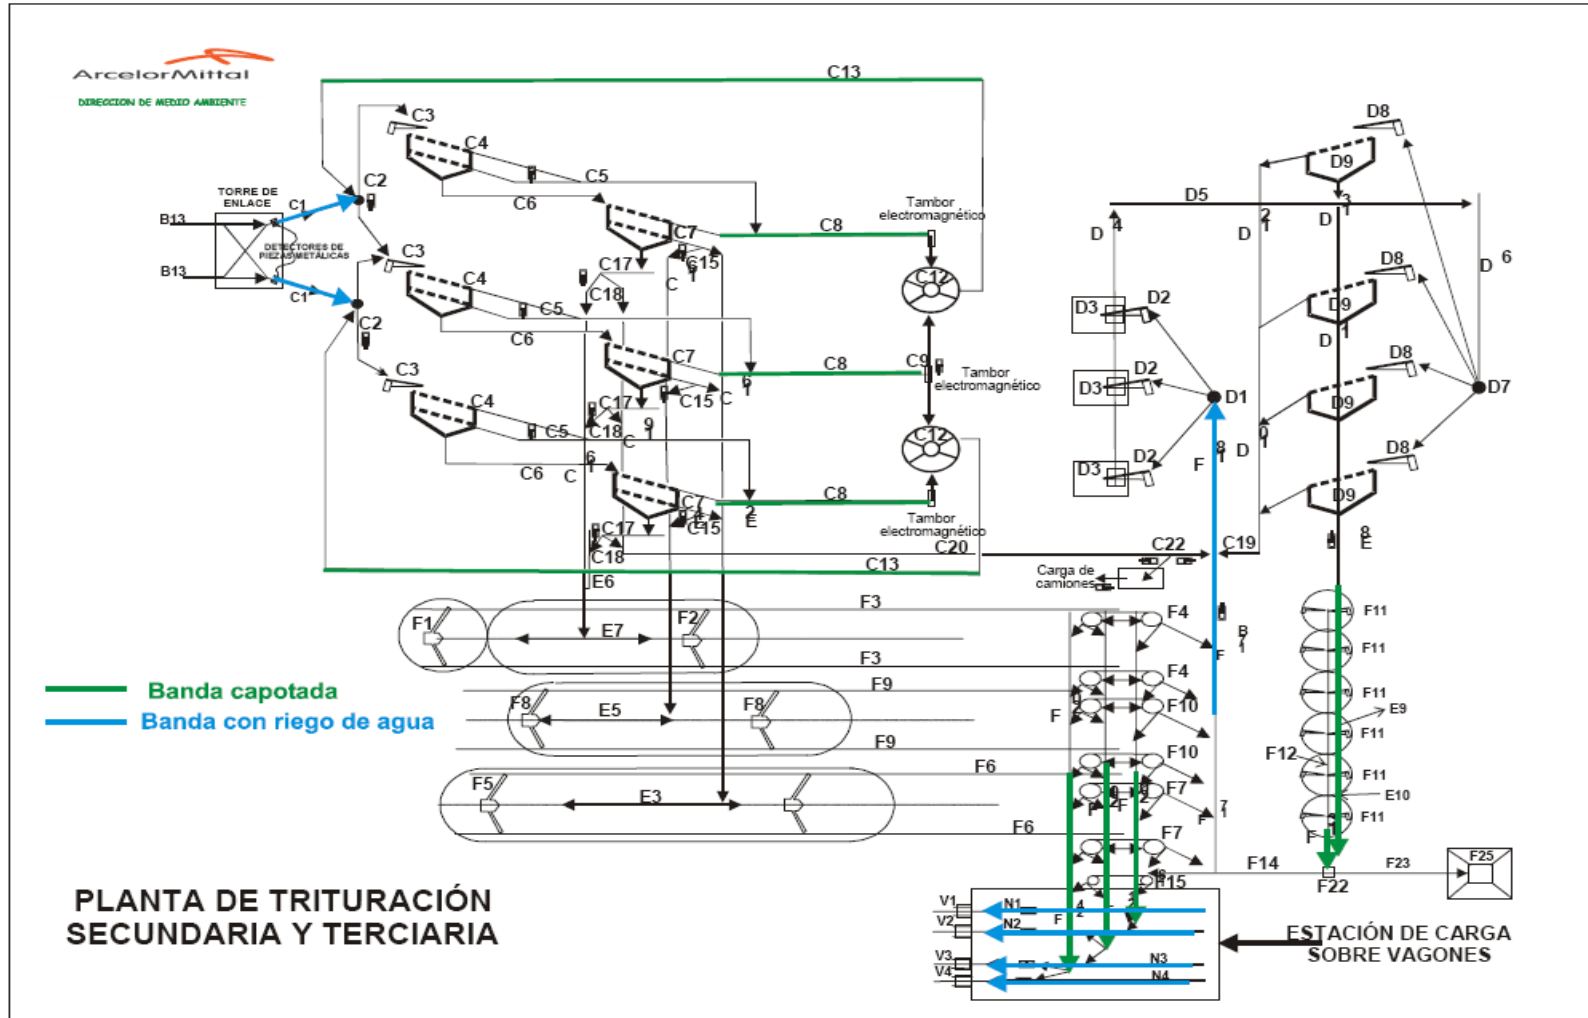 ArcelorMittal
DIRECCION DE MEDIO AMBIENTE
C13
C3
C4
C5
C6
C2
TORRE DE
ENLACE
B13
C1
DETECTORES DE
PIEZAS METÁLICAS
B13
C1
C2
C3
C4
C5
C6
C3
C4
C5
C6
C7
C15
C17
C18
C8
Tambor
electromagnético
C12
C7
C15
C17
C18
C8
C9
Tambor
electromagnético
C12
C7
C15
C17
C18
C8
Tambor
electromagnético
C20
C13
D8
D9
D5
D8
D9
D8
D9
D8
D9
D7
D6
D4
D3
D2
D3
D2
D3
D2
D1
C19
C22
Carga de
camiones
E6
F1
E7
F2
F3
F3
F4
F4
F8
E5
F8
F9
F9
F10
F10
F5
E3
F6
F6
F7
F7
F11
F11
F11
E9
F11
F12
F11
E10
F11
F14
F22
F23
F25
F15
Banda capotada
Banda con riego de agua
PLANTA DE TRITURACIÓN
SECUNDARIA Y TERCIARIA
V1
N1
V2
N2
V3
N3
V4
N4
ESTACIÓN DE CARGA
SOBRE VAGONES